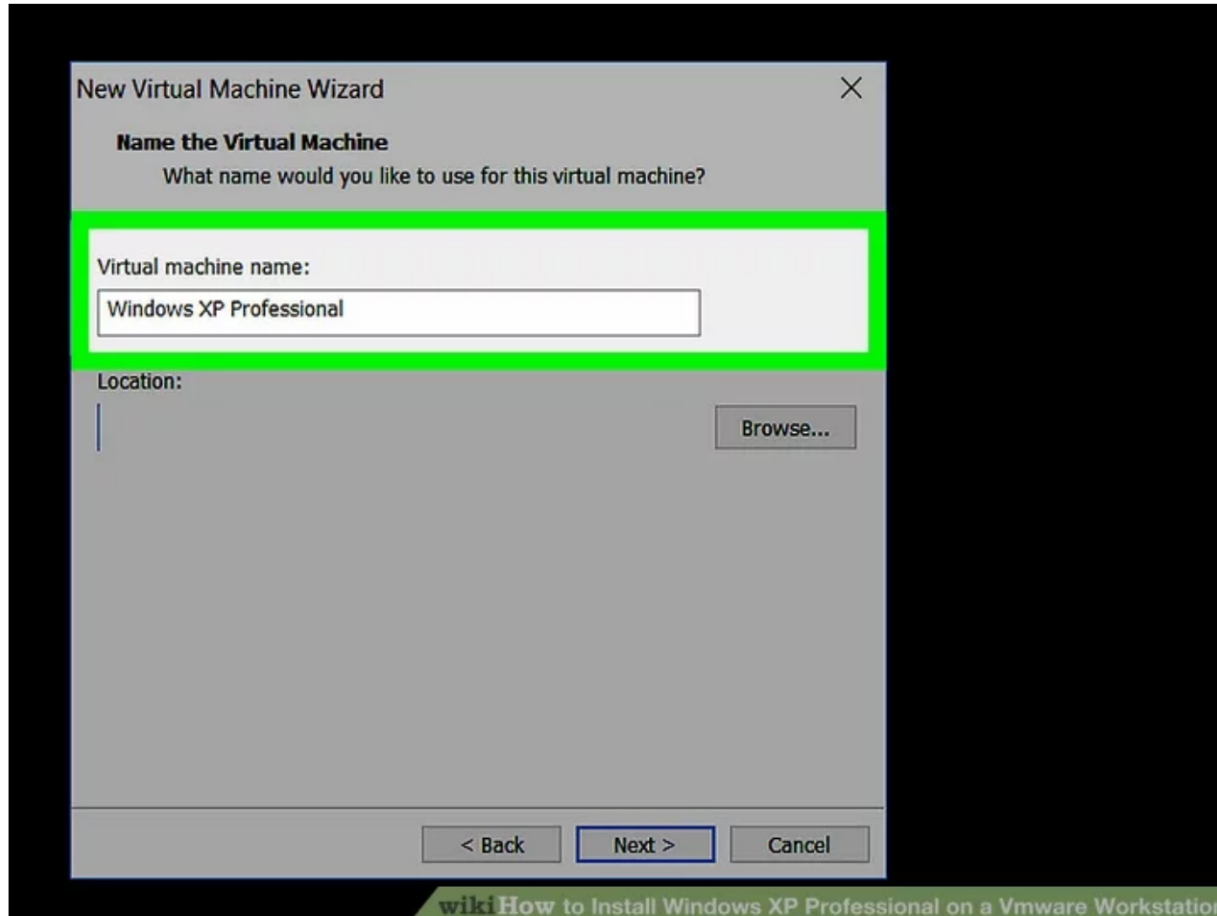 New Virtual Machine Wizard
Name the Virtual Machine
What name would you like to use for this virtual machine?
Virtual machine name:
Windows XP Professional
Location:
Browse...
< Back
Next >
Cancel
wikiHow to Install Windows XP Professional on a Vmware Workstation